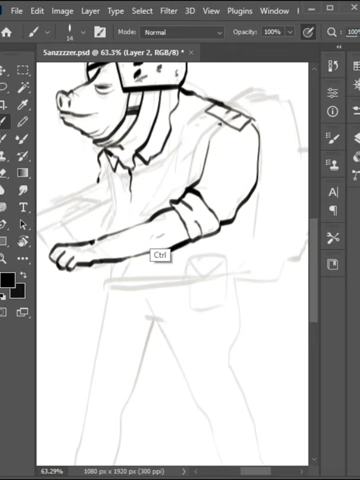 File Edit Image Layer Type Select Filter 3D View Plugins Window
14 Mode: Normal Opacity: 100%
Sanzzzzer.psd @ 63.3% (Layer 2, RGB/8) *
Ctrl
63.29% 1080 px x 1920 px (300 ppi)